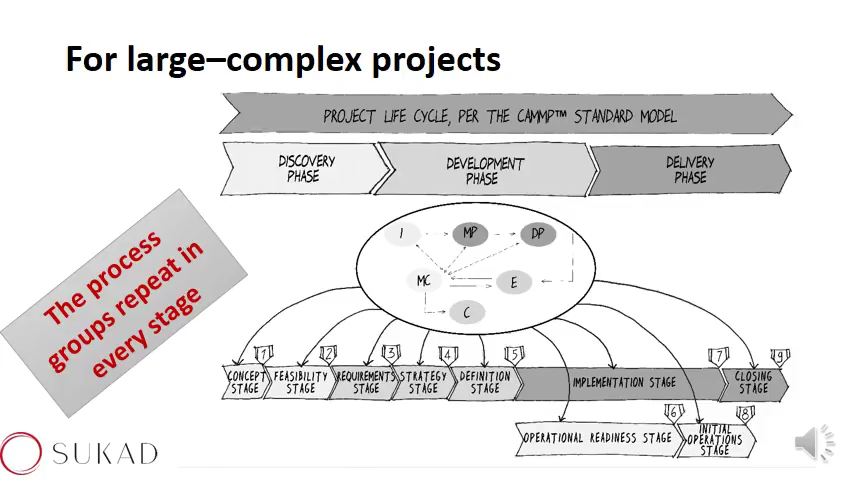 For large–complex projects
PROJECT LIFE CYCLE, PER THE CAMMP™ STANDARD MODEL
DISCOVERY
PHASE
DEVELOPMENT
PHASE
DELIVERY
PHASE
The process
groups repeat in
every stage
I
MP
DP
MC
E
C
1
2
3
4
5
7
9
CONCEPT
STAGE
FEASIBILITY
STAGE
REQUIREMENTS
STAGE
STRATEGY
STAGE
DEFINITION
STAGE
IMPLEMENTATION STAGE
CLOSING
STAGE
6
8
OPERATIONAL READINESS STAGE
INITIAL
OPERATIONS
STAGE
SUKAD